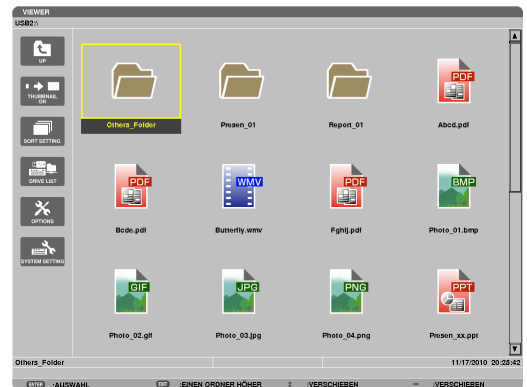 VIEWER
USB2:\
UP
THUMBNAIL
ON
SORT SETTING
DRIVE LIST
OPTIONS
SYSTEM SETTING
Others_Folder
Presen_01
Report_01
PDF
Abcd.pdf
PDF
Bcde.pdf
WMV
Butterfly.wmv
PDF
Fghij.pdf
BMP
Photo_01.bmp
GIF
Photo_02.gif
JPG
Photo_03.jpg
PNG
Photo_04.png
PPT
Presen_xx.ppt
Others_Folder
11/17/2010 20:28:42
ENTER :AUSWAHL
EXIT :EINEN ORDNER HÖHER
:VERSCHIEBEN
:VERSCHIEBEN